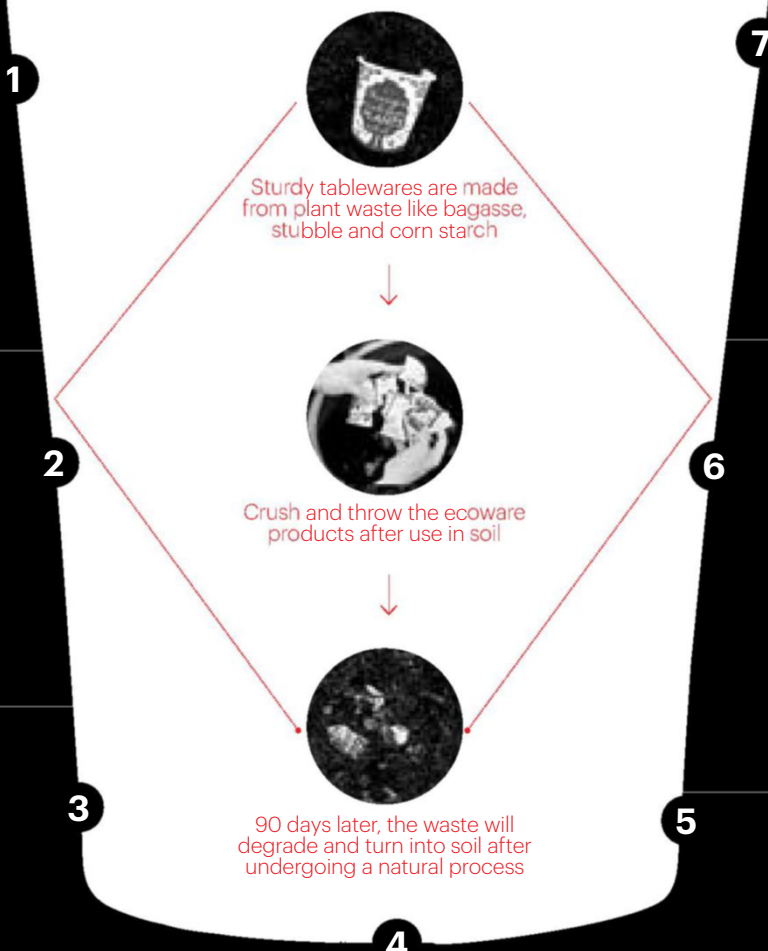 1
7
Sturdy tablewares are made
from plant waste like bagasse,
stubble and corn starch
2
6
Crush and throw the ecoware
products after use in soil
3
5
90 days later, the waste will
degrade and turn into soil after
undergoing a natural process
4